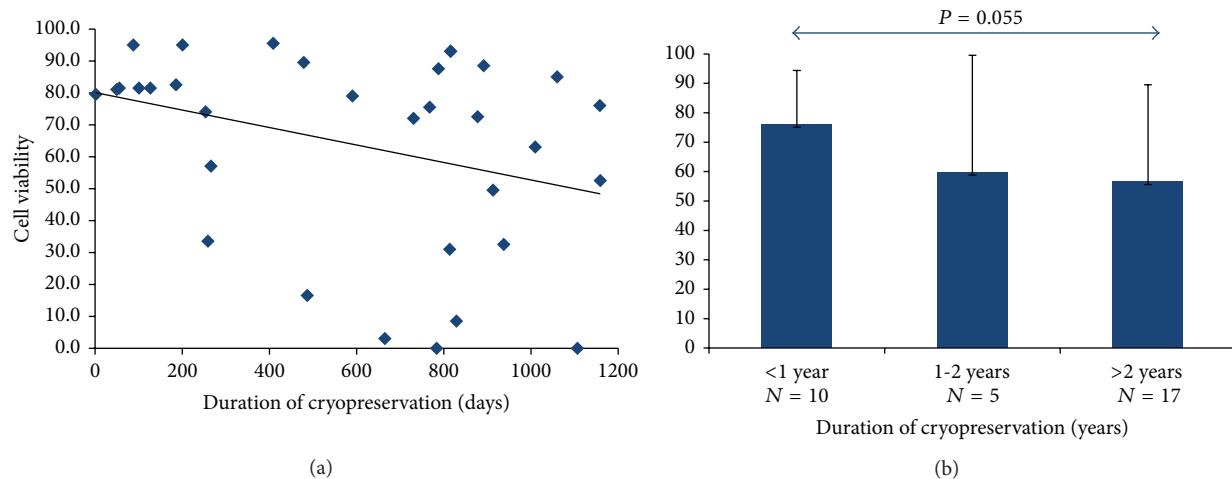 100.0
90.0
80.0
70.0
60.0
50.0
40.0
30.0
20.0
10.0
0.0
Cell viability
0 200 400 600 800 1000 1200
Duration of cryopreservation (days)
(a)
P = 0.055
100
90
80
70
60
50
40
30
20
10
0
<1 year 1-2 years >2 years
N = 10 N = 5 N = 17
Duration of cryopreservation (years)
(b)